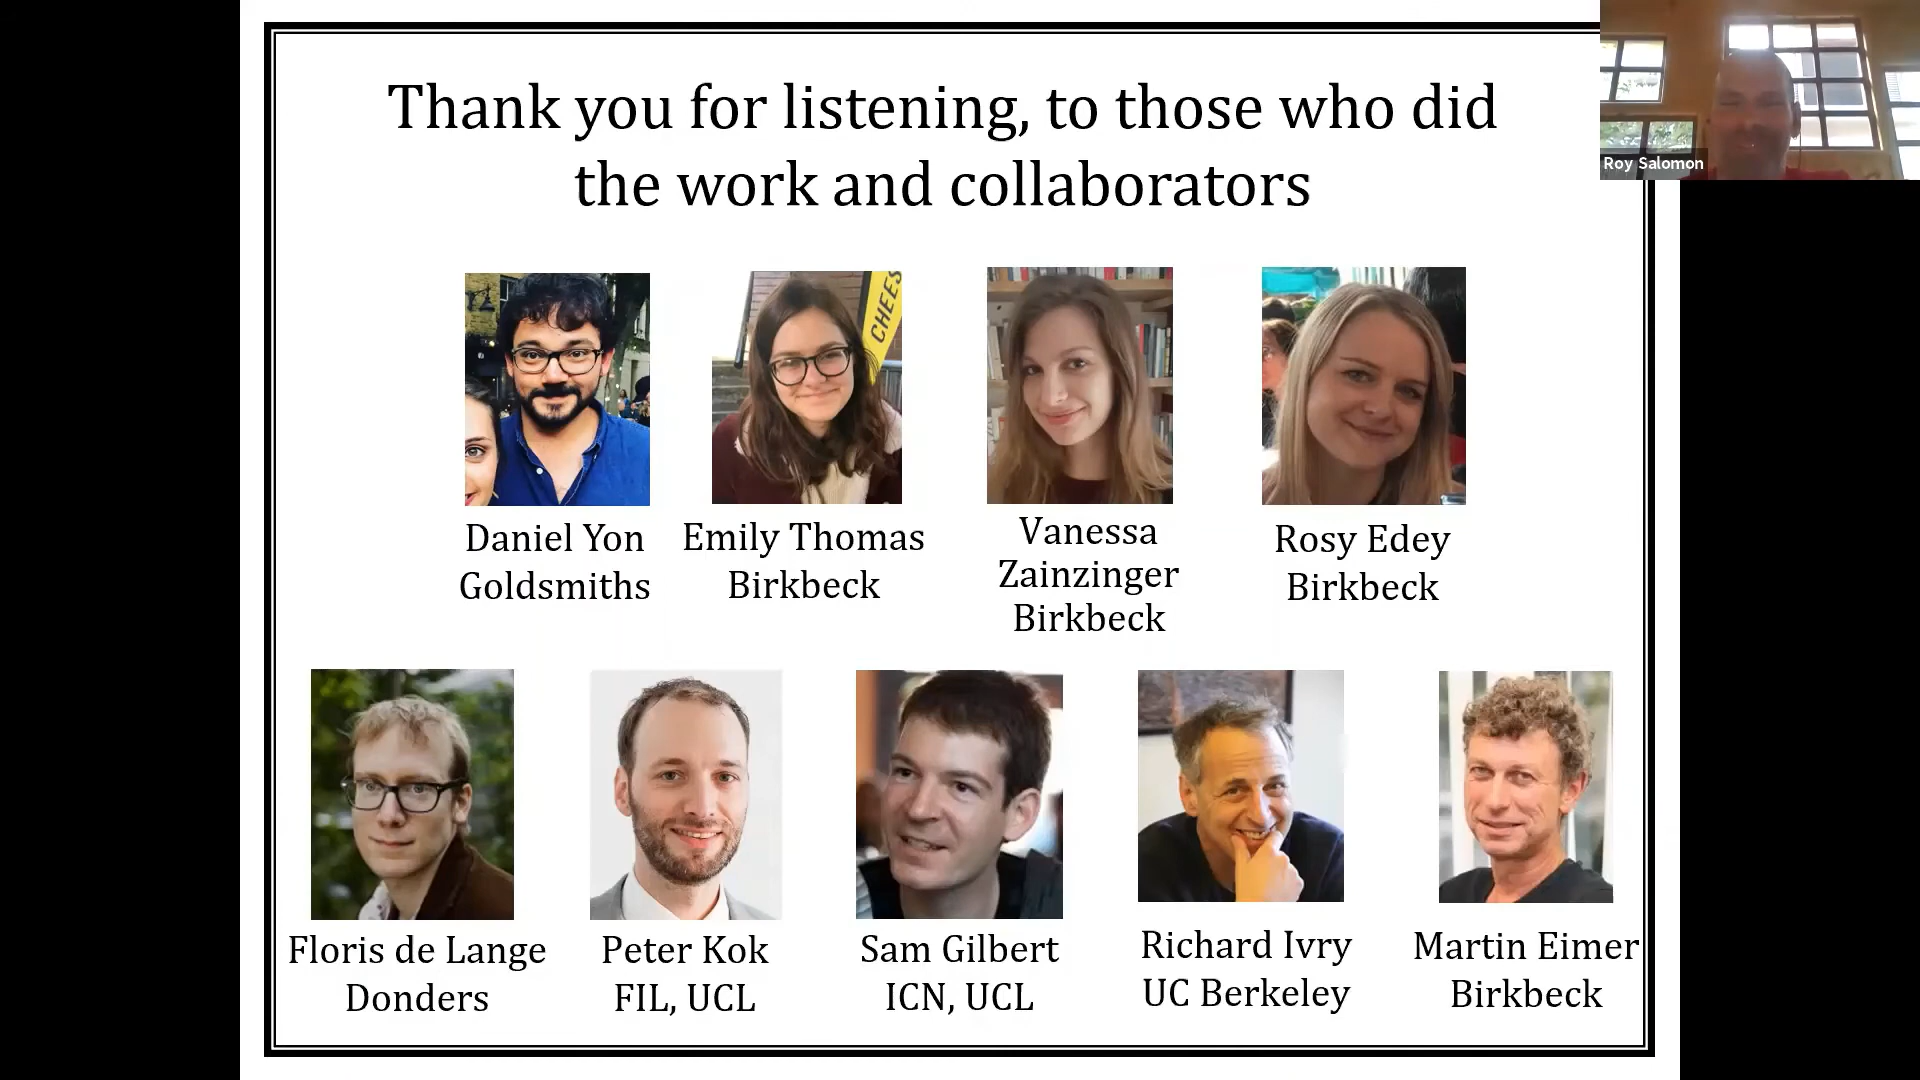 Thank you for listening, to those who did
the work and collaborators
Roy Salomon
CHEES
Daniel Yon
Goldsmiths
Emily Thomas
Birkbeck
Vanessa
Zainzinger
Birkbeck
Rosy Edey
Birkbeck
Floris de Lange
Donders
Peter Kok
FIL, UCL
Sam Gilbert
ICN, UCL
Richard Ivry
UC Berkeley
Martin Eimer
Birkbeck